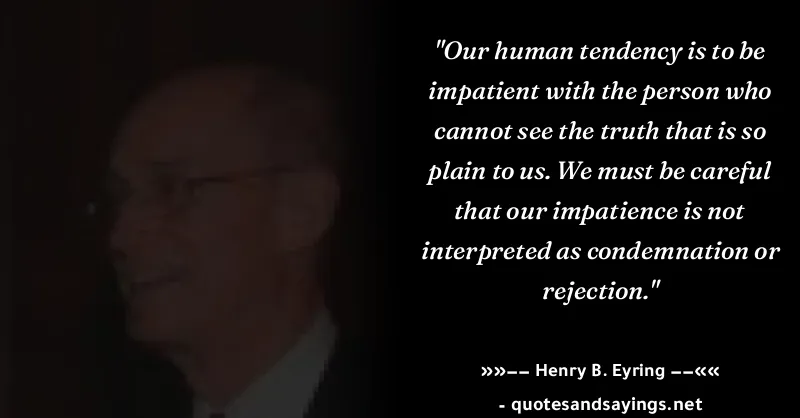 "Our human tendency is to be
impatient with the person who
cannot see the truth that is so
plain to us. We must be careful
that our impatience is not
interpreted as condemnation or
rejection."
»»—— Henry B. Eyring ——««
- quotesandsayings.net